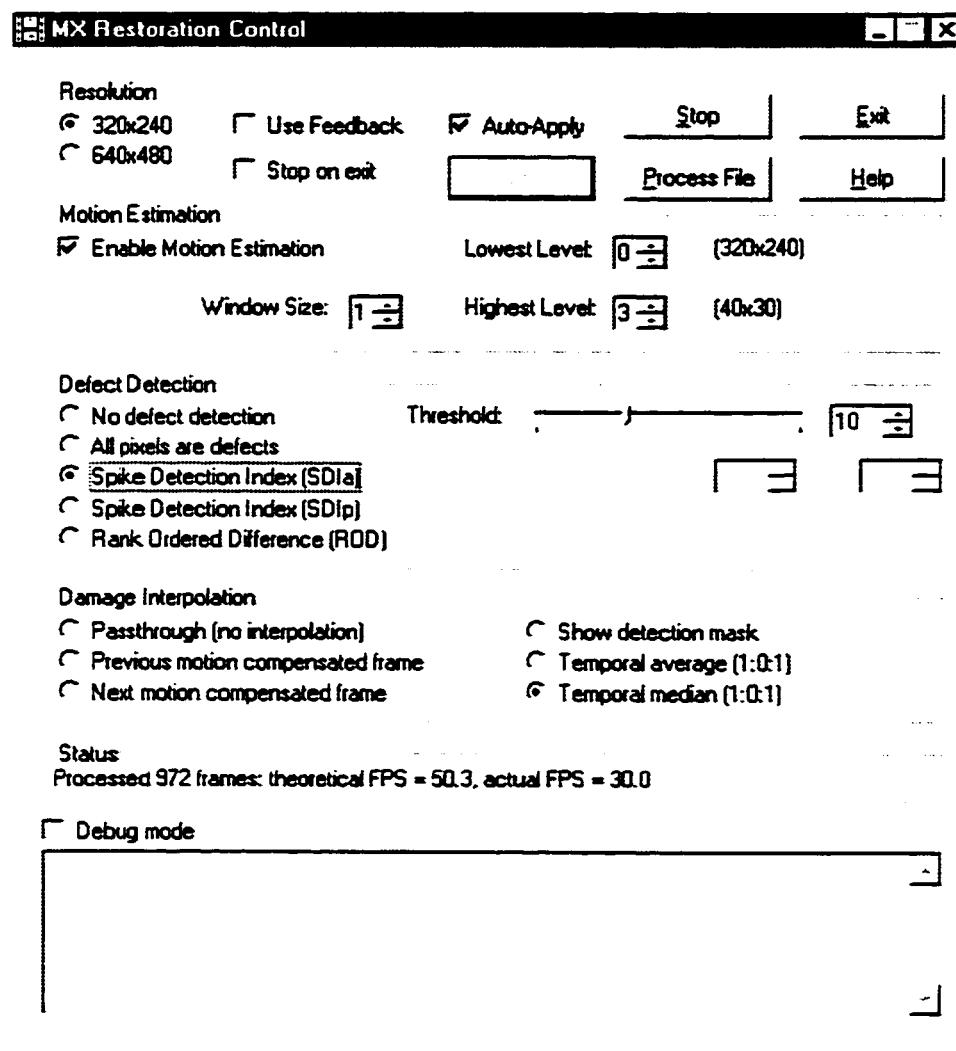 MX Restoration Control
Resolution
320x240
640x480
Use Feedback
Stop on exit
Auto-Apply
Stop
Exit
Process File
Help
Motion Estimation
Enable Motion Estimation
Lowest Level: 0 (320x240)
Window Size: 1
Highest Level: 3 (40x30)
Defect Detection
No defect detection
All pixels are defects
Spike Detection Index (SDIa)
Spike Detection Index (SDIp)
Rank Ordered Difference (ROD)
Threshold: 10
Damage Interpolation
Passthrough (no interpolation)
Previous motion compensated frame
Next motion compensated frame
Show detection mask
Temporal average (1:0:1)
Temporal median (1:0:1)
Status
Processed 972 frames: theoretical FPS = 50.3, actual FPS = 30.0
Debug mode